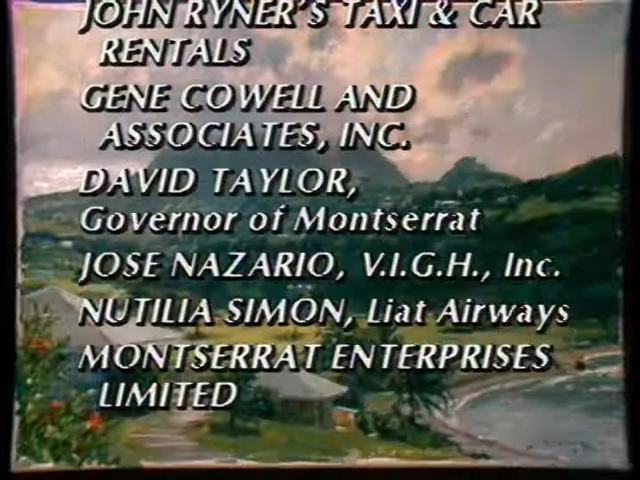 JOHN RYNER'S TAXI & CAR
RENTALS
GENE COWELL AND
ASSOCIATES, INC.
DAVID TAYLOR,
Governor of Montserrat
JOSE NAZARIO, V.I.G.H., Inc.
NUTILIA SIMON, Liat Airways
MONTSERRAT ENTERPRISES
LIMITED